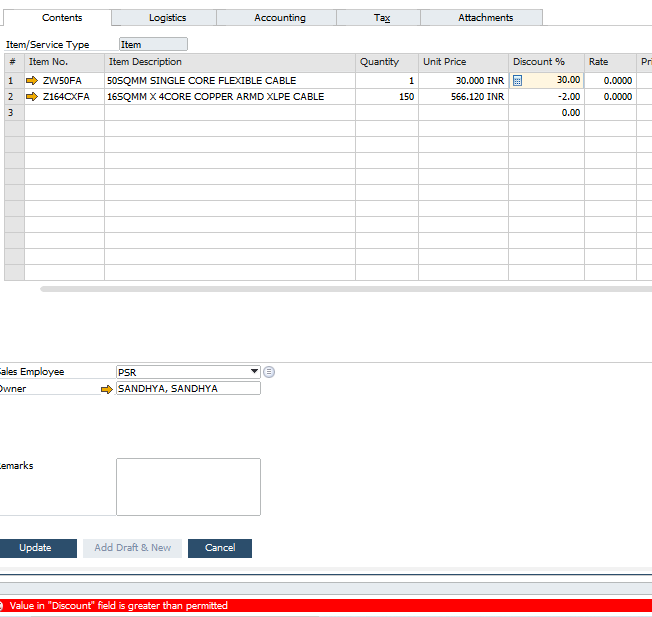 Contents Logistics Accounting Tax Attachments
Item/Service Type Item
# Item No. Item Description Quantity Unit Price Discount % Rate Pri
1 ZW50FA 50SQMM SINGLE CORE FLEXIBLE CABLE 1 30.000 INR 30.00 0.0000
2 Z164CXFA 16SQMM X 4CORE COPPER ARMD XLPE CABLE 150 566.120 INR -2.00 0.0000
3 0.00
ales Employee PSR
wner SANDHYA, SANDHYA
emarks
Update Add Draft & New Cancel
Value in "Discount" field is greater than permitted